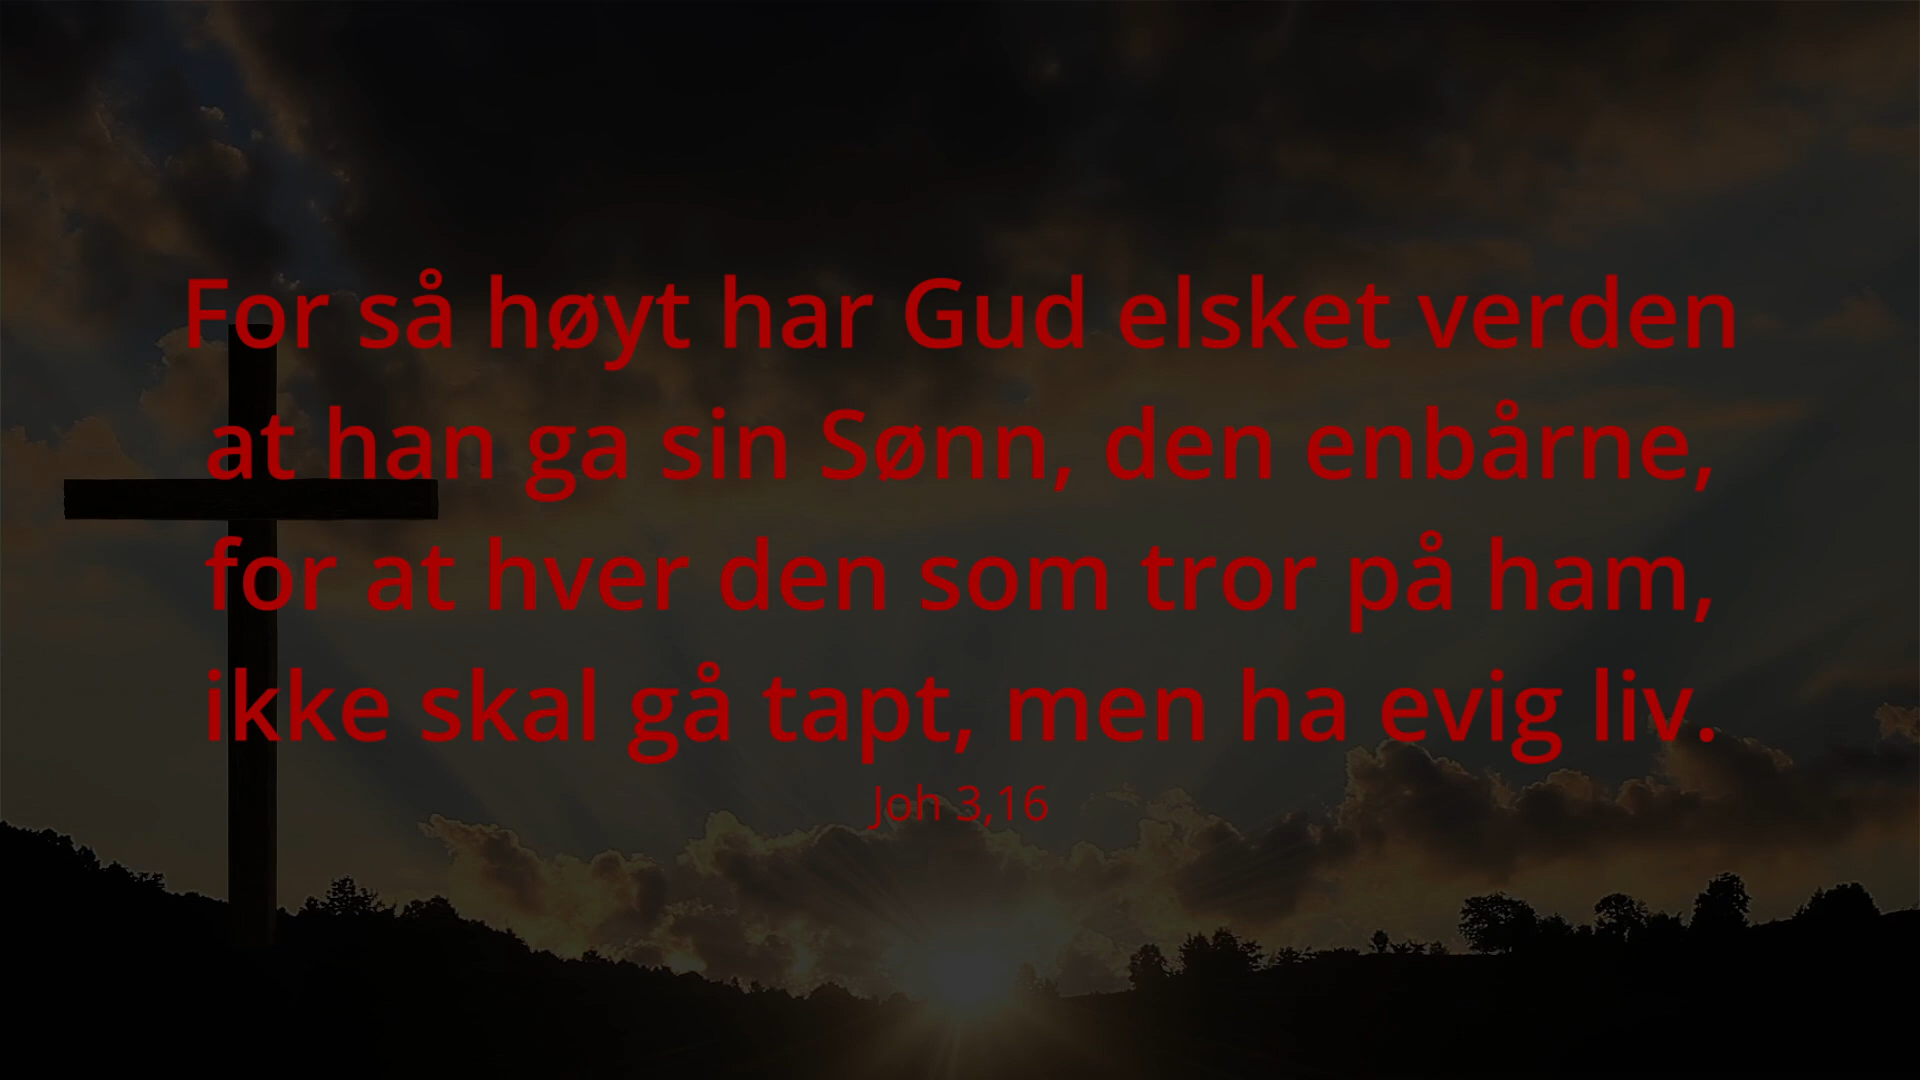 For så høyt har Gud elsket verden
at han ga sin Sønn, den enbårne,
for at hver den som tror på ham,
ikke skal gå tapt, men ha evig liv.
Joh 3,16